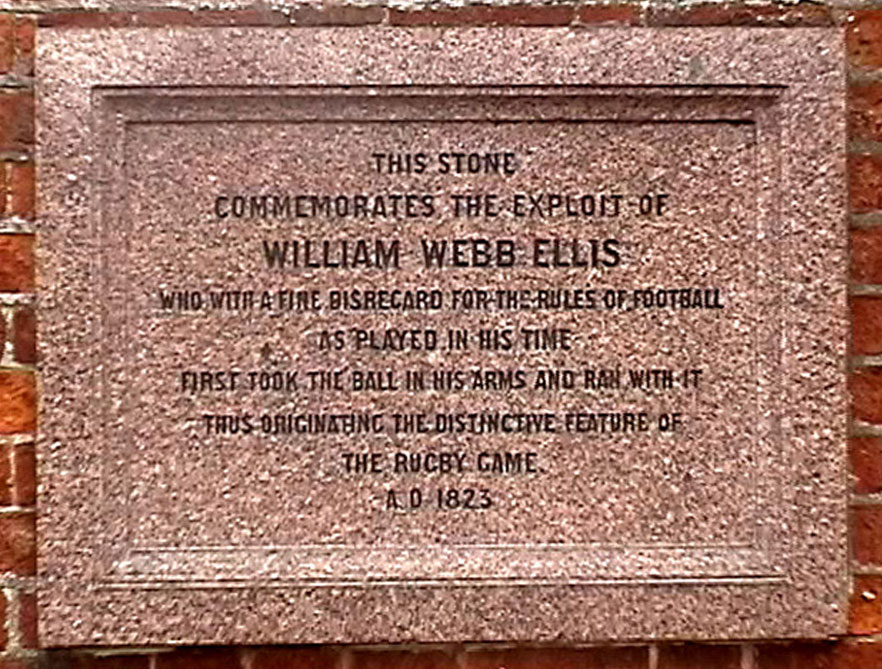 THIS STONE
COMMEMORATES THE EXPLOIT OF
WILLIAM WEBB ELLIS
WHO WITH A FINE DISREGARD FOR THE RULES OF FOOTBALL
AS PLAYED IN HIS TIME
FIRST TOOK THE BALL IN HIS ARMS AND RAN WITH IT
THUS ORIGINATING THE DISTINCTIVE FEATURE OF
THE RUGBY GAME.
A.D. 1823